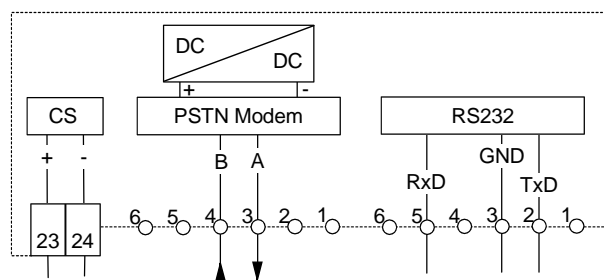 DC DC
+ -
CS PSTN Modem RS232
+ - B A GND
RxD TxD
6 5 4 3 2 1 6 5 4 3 2 1
23 24